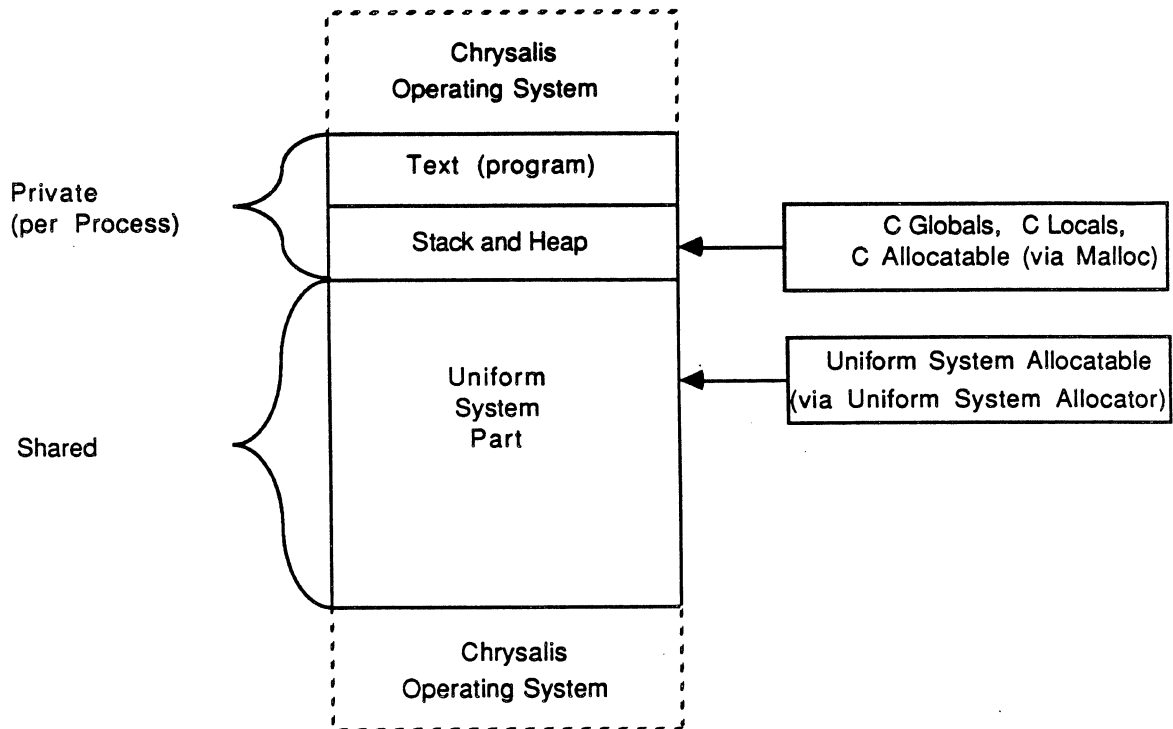 Chrysalis
Operating System
Text (program)
Private
(per Process)
Stack and Heap
C Globals, C Locals,
C Allocatable (via Malloc)
Uniform System Allocatable
(via Uniform System Allocator)
Uniform
System
Part
Shared
Chrysalis
Operating System